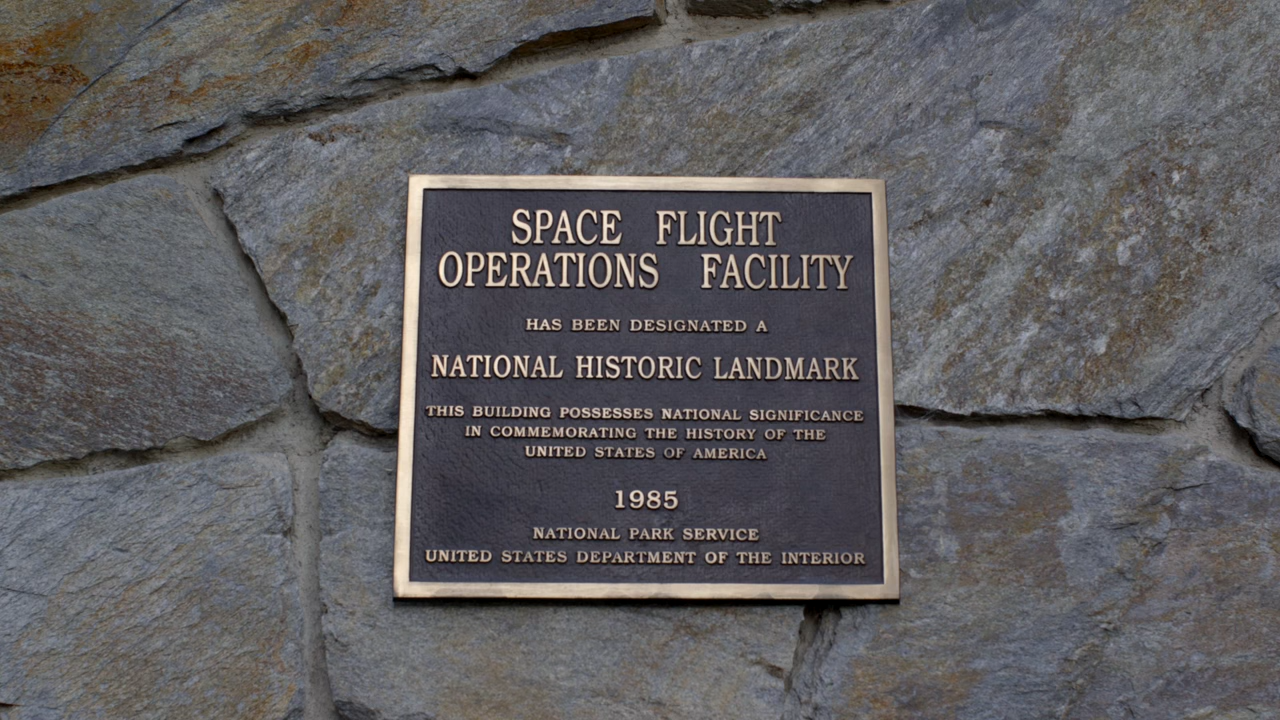 SPACE FLIGHT
OPERATIONS FACILITY
HAS BEEN DESIGNATED A
NATIONAL HISTORIC LANDMARK
THIS BUILDING POSSESSES NATIONAL SIGNIFICANCE
IN COMMEMORATING THE HISTORY OF THE
UNITED STATES OF AMERICA
1985
NATIONAL PARK SERVICE
UNITED STATES DEPARTMENT OF THE INTERIOR